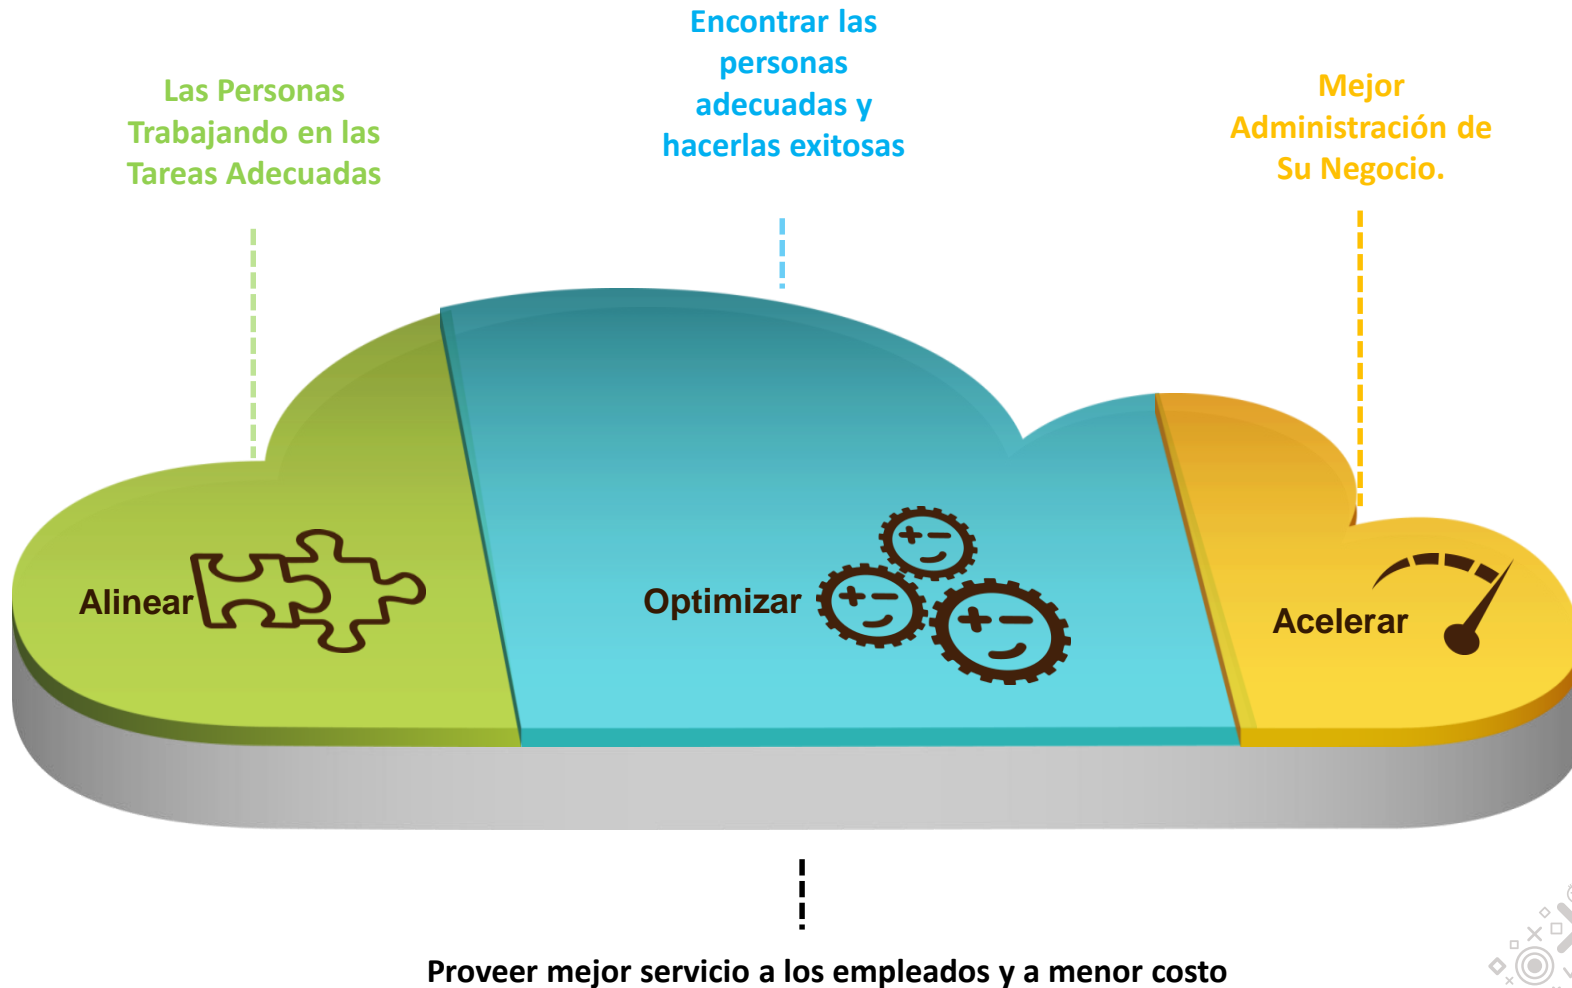 Encontrar las
personas
adecuadas y
hacerlas exitosas
Las Personas
Trabajando en las
Tareas Adecuadas
Mejor
Administración de
Su Negocio.
Alinear
Optimizar
Acelerar
Proveer mejor servicio a los empleados y a menor costo